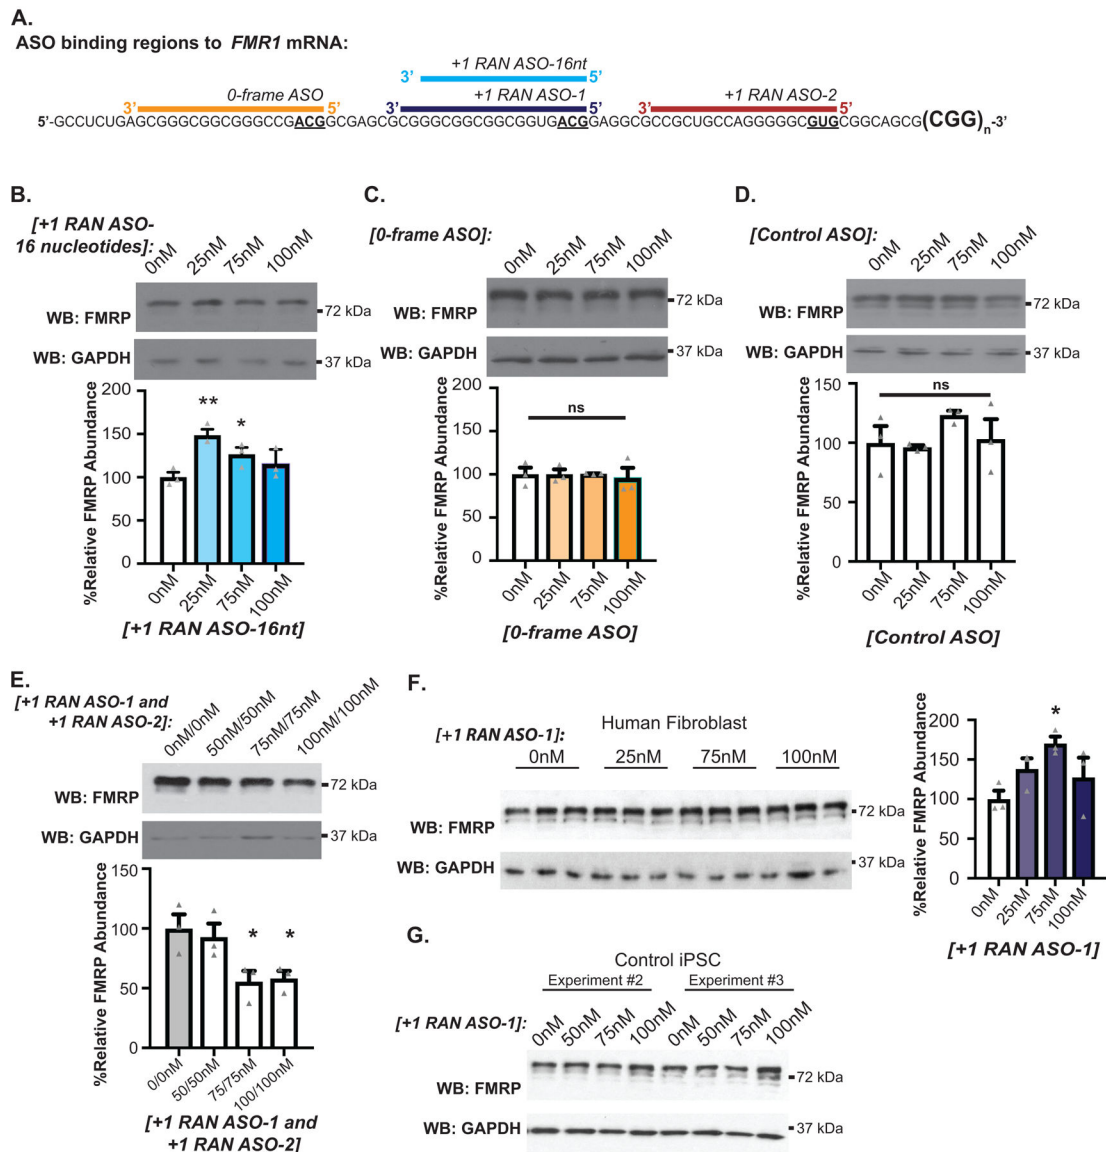 A.
ASO binding regions to FMR1 mRNA:
+1 RAN ASO-16nt
3’ 5’
0-frame ASO +1 RAN ASO-1 +1 RAN ASO-2
3’ 5’ 3’ 5’ 3’ 5’
5'-GCCUCUGAGCGGGCGGCGGGCCGACGGCGAGCGCGGGCGGCGGCGGUGACGGAGGCGCCGCUGCCAGGGGGCGUGCGGCAGCG(CGG)n-3’
B.
[+1 RAN ASO-
16 nucleotides]:
0nM 25nM 75nM 100nM
WB: FMRP
72 kDa
WB: GAPDH
37 kDa
%Relative FMRP Abundance
200
150
100
50
0
** *
0nM 25nM 75nM 100nM
[+1 RAN ASO-16nt]
C.
[0-frame ASO]:
0nM 25nM 75nM 100nM
WB: FMRP
72 kDa
WB: GAPDH
37 kDa
%Relative FMRP Abundance
200
150
100
50
0
ns
0nM 25nM 75nM 100nM
[0-frame ASO]
D.
[Control ASO]:
0nM 25nM 75nM 100nM
WB: FMRP
72 kDa
WB: GAPDH
37 kDa
%Relative FMRP Abundance
150
100
50
0
ns
0nM 25nM 75nM 100nM
[Control ASO]
E.
[+1 RAN ASO-1 and
+1 RAN ASO-2]:
0nM/0nM 50nM/50nM 75nM/75nM 100nM/100nM
WB: FMRP
72 kDa
WB: GAPDH
37 kDa
%Relative FMRP Abundance
150
100
50
0
* *
0/0nM 50/50nM 75/75nM 100/100nM
[+1 RAN ASO-1 and
+1 RAN ASO-2]
F.
Human Fibroblast
[+1 RAN ASO-1]:
0nM 25nM 75nM 100nM
WB: FMRP
72 kDa
WB: GAPDH
37 kDa
%Relative FMRP Abundance
200
150
100
50
0
*
0nM 25nM 75nM 100nM
[+1 RAN ASO-1]
G.
Control iPSC
Experiment #2 Experiment #3
[+1 RAN ASO-1]:
0nM 50nM 75nM 100nM 0nM 50nM 75nM 100nM
WB: FMRP
72 kDa
WB: GAPDH
37 kDa